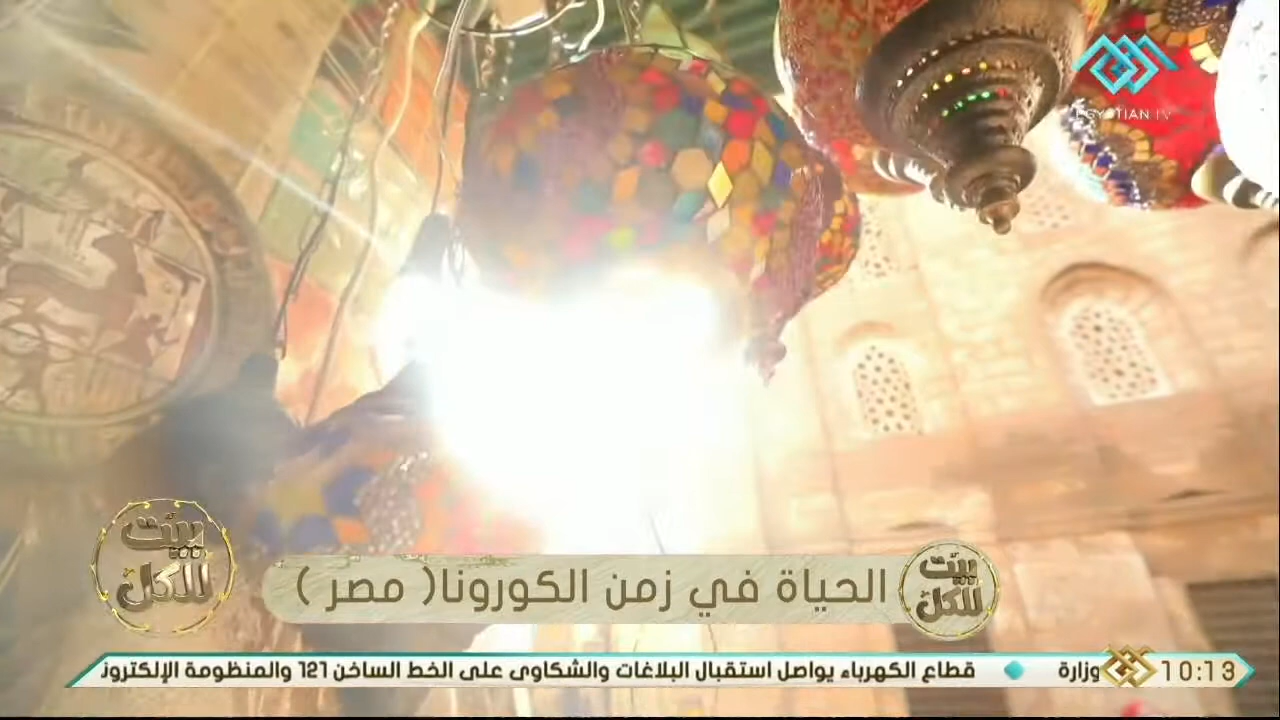 EGYPTIAN TV
بيت للكل
الحياة في زمن الكورونا( مصر )
بيت للكل
10:13
وزارة
قطاع الكهرباء يواصل استقبال البلاغات والشكاوى على الخط الساخن 121 والمنظومة الإلكترون